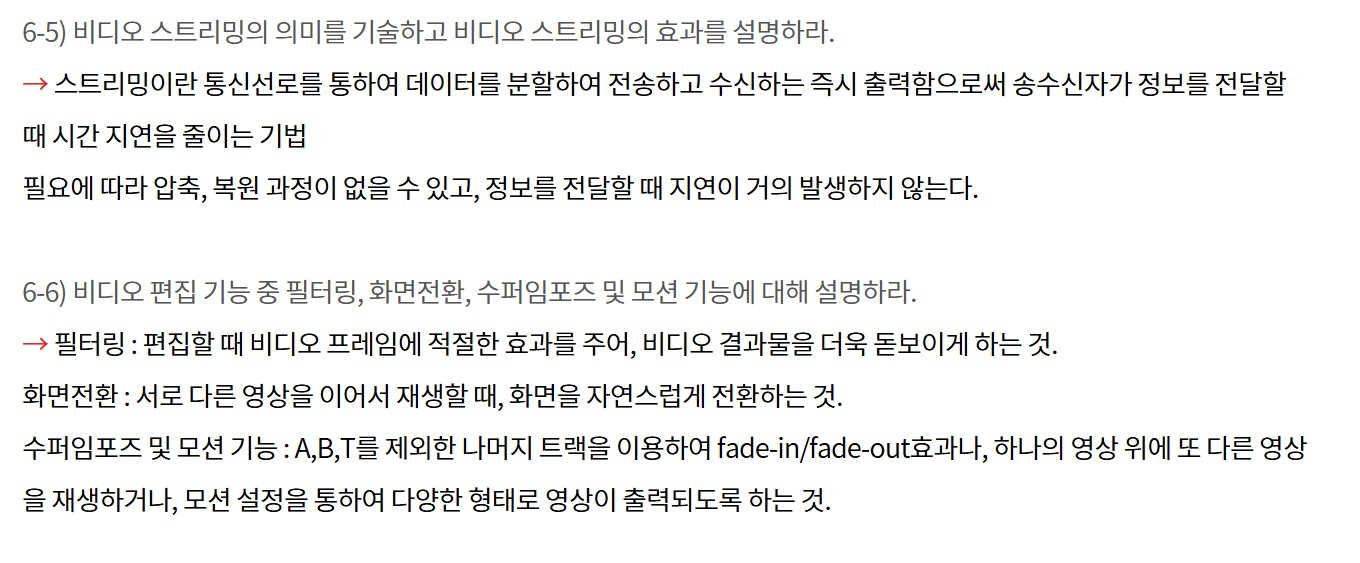 6-5) 비디오 스트리밍의 의미를 기술하고 비디오 스트리밍의 효과를 설명하라.
→ 스트리밍이란 통신선로를 통하여 데이터를 분할하여 전송하고 수신하는 즉시 출력함으로써 송수신자가 정보를 전달할
때 시간 지연을 줄이는 기법
필요에 따라 압축, 복원 과정이 없을 수 있고, 정보를 전달할 때 지연이 거의 발생하지 않는다.
6-6) 비디오 편집 기능 중 필터링, 화면전환, 수퍼임포즈 및 모션 기능에 대해 설명하라.
→ 필터링 : 편집할 때 비디오 프레임에 적절한 효과를 주어, 비디오 결과물을 더욱 돋보이게 하는 것.
화면전환 : 서로 다른 영상을 이어서 재생할 때, 화면을 자연스럽게 전환하는 것.
수퍼임포즈 및 모션 기능 : A,B,T를 제외한 나머지 트랙을 이용하여 fade-in/fade-out효과나, 하나의 영상 위에 또 다른 영상
을 재생하거나, 모션 설정을 통하여 다양한 형태로 영상이 출력되도록 하는 것.